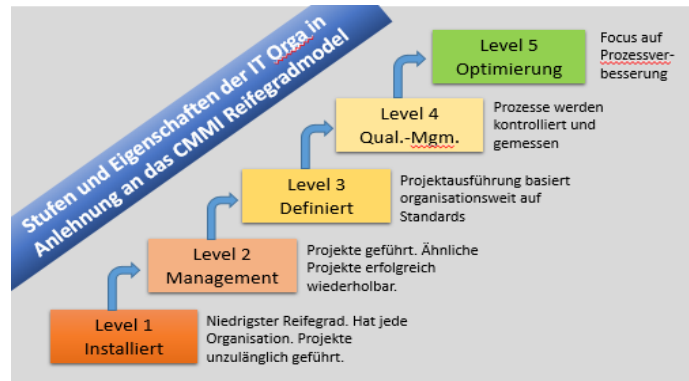 Stufen und Eigenschaften der IT Orga in
Anlehnung an das CMMI Reifegradmodel
Level 5
Optimierung
Focus auf
Prozessver-
besserung
Level 4
Qual.-Mgm.
Prozesse werden
kontrolliert und
gemessen
Level 3
Definiert
Projektausführung basiert
organisationsweit auf
Standards
Level 2
Management
Projekte geführt. Ähnliche
Projekte erfolgreich
wiederholbar.
Level 1
Installiert
Niedrigster Reifegrad. Hat jede
Organisation. Projekte
unzulänglich geführt.